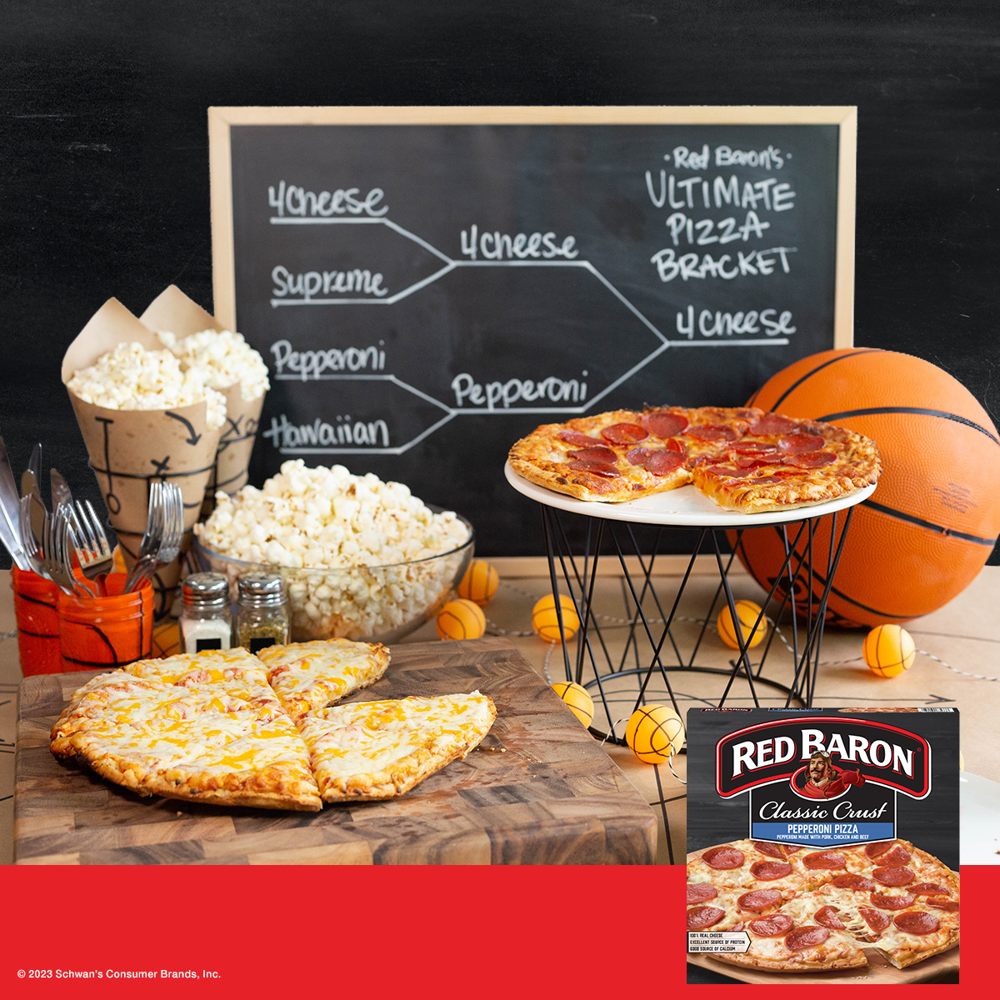 ·Red Baron's·
ULTIMATE
PIZZA
BRACKET
4cheese
Supreme
Pepperoni
Hawaiian
4cheese
Pepperoni
4cheese
RED BARON
Classic Crust
PEPPERONI PIZZA
PEPPERONI MADE WITH PORK, CHICKEN AND BEEF
100% REAL CHEESE
EXCELLENT SOURCE OF PROTEIN
GOOD SOURCE OF CALCIUM
© 2023 Schwan's Consumer Brands, Inc.